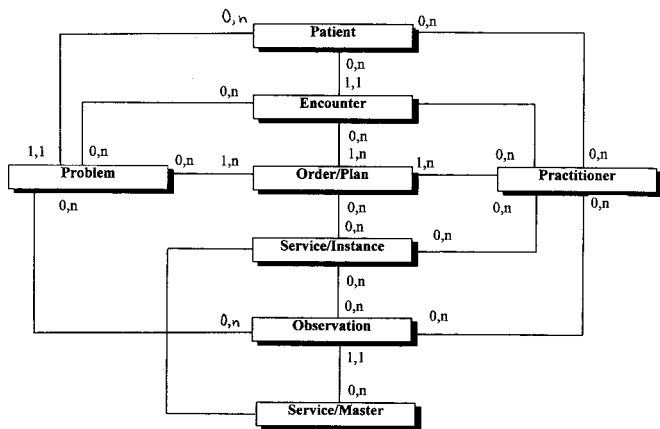 0,n
0,n
Patient
0,n
1,1
0,n
Encounter
0,n
1,1 0,n 0,n 1,n 1,n 1,n 0,n 0,n
Problem Order/Plan Practitioner
0,n 0,n 0,n 0,n
0,n 0,n
Service/Instance
0,n
0,n
0,n 0,n
Observation
1,1
0,n
Service/Master